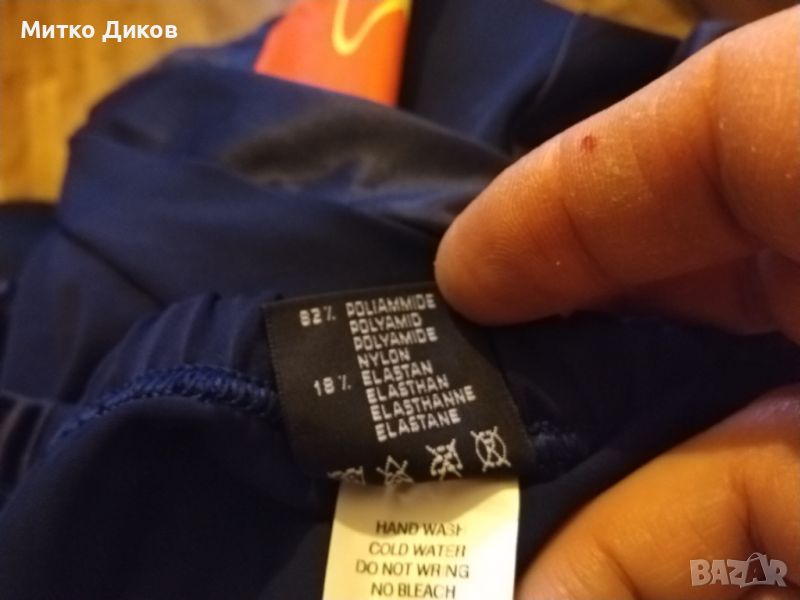 Митко Диков
82% POLIAMMIDE
POLYAMID
POLYAMIDE
NYLON
18% ELASTAN
ELASTHAN
ELASTHANNE
ELASTANE
HAND WASH
COLD WATER
DO NOT WRING
NO BLEACH
BAZAR